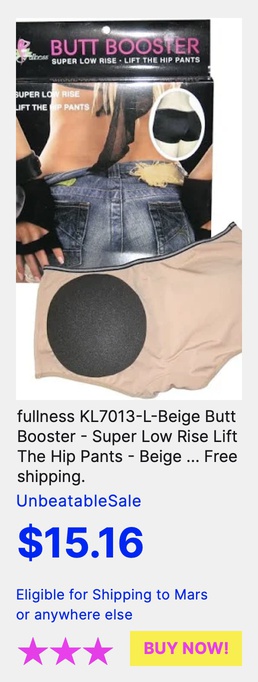 BUTT BOOSTER
SUPER LOW RISE • LIFT THE HIP PANTS
SUPER LOW RISE
LIFT THE HIP PANTS
fullness KL7013-L-Beige Butt
Booster - Super Low Rise Lift
The Hip Pants - Beige ... Free
shipping.
UnbeatableSale
$15.16
Eligible for Shipping to Mars
or anywhere else
BUY NOW!